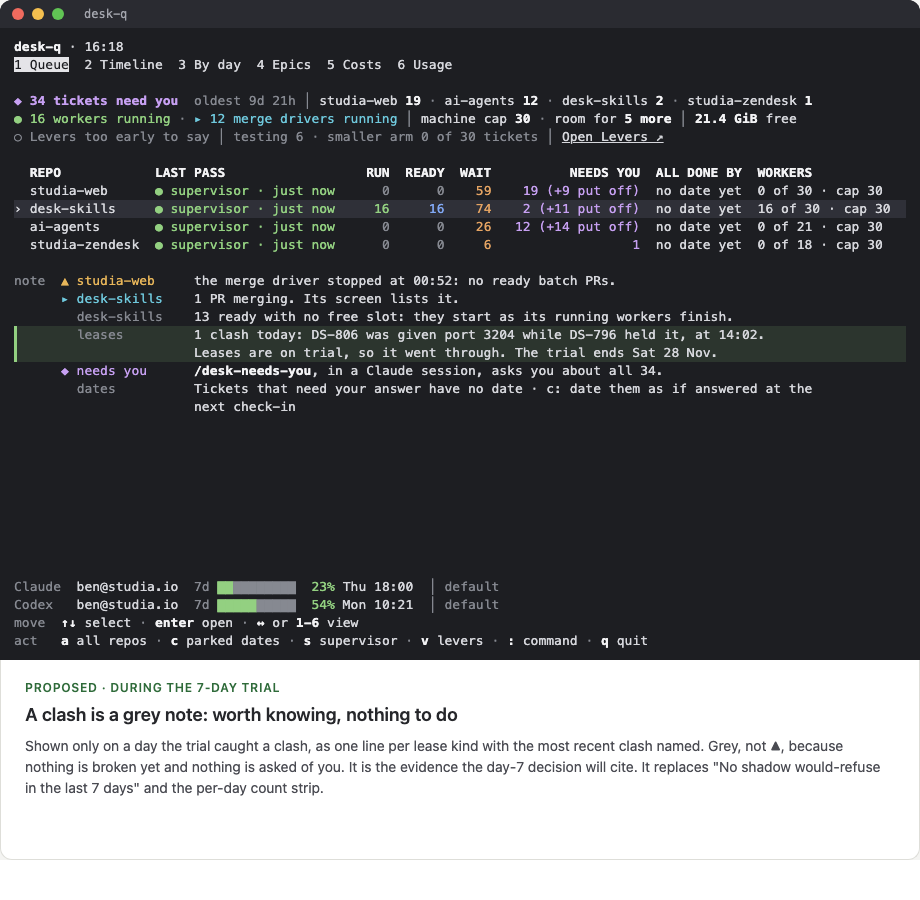 desk-q
desk-q · 16:18
1 Queue  2 Timeline  3 By day  4 Epics  5 Costs  6 Usage
◆ 34 tickets need you  oldest 9d 21h │ studia-web 19 · ai-agents 12 · desk-skills 2 · studia-zendesk 1
● 16 workers running · ▸ 12 merge drivers running │ machine cap 30 · room for 5 more │ 21.4 GiB free
○ Levers too early to say │ testing 6 · smaller arm 0 of 30 tickets │ Open Levers ↗
REPO  LAST PASS  RUN  READY  WAIT  NEEDS YOU  ALL DONE BY  WORKERS
studia-web  ● supervisor · just now  0  0  59  19 (+9 put off)  no date yet  0 of 30 · cap 30
› desk-skills  ● supervisor · just now  16  16  74  2 (+11 put off)  no date yet  16 of 30 · cap 30
ai-agents  ● supervisor · just now  0  0  26  12 (+14 put off)  no date yet  0 of 21 · cap 30
studia-zendesk  ● supervisor · just now  0  0  6  1  no date yet  0 of 18 · cap 30
note  ▲ studia-web  the merge driver stopped at 00:52: no ready batch PRs.
▸ desk-skills  1 PR merging. Its screen lists it.
desk-skills  13 ready with no free slot: they start as its running workers finish.
leases  1 clash today: DS-806 was given port 3204 while DS-796 held it, at 14:02.
Leases are on trial, so it went through. The trial ends Sat 28 Nov.
◆ needs you  /desk-needs-you, in a Claude session, asks you about all 34.
dates  Tickets that need your answer have no date · c: date them as if answered at the
next check-in
Claude  ben@studia.io  7d  23% Thu 18:00  │ default
Codex  ben@studia.io  7d  54% Mon 10:21  │ default
move  ↑↓ select · enter open · ↔ or 1–6 view
act  a all repos · c parked dates · s supervisor · v levers · : command · q quit
PROPOSED · DURING THE 7-DAY TRIAL
A clash is a grey note: worth knowing, nothing to do
Shown only on a day the trial caught a clash, as one line per lease kind with the most recent clash named. Grey, not ▲, because
nothing is broken yet and nothing is asked of you. It is the evidence the day-7 decision will cite. It replaces "No shadow would-refuse
in the last 7 days" and the per-day count strip.